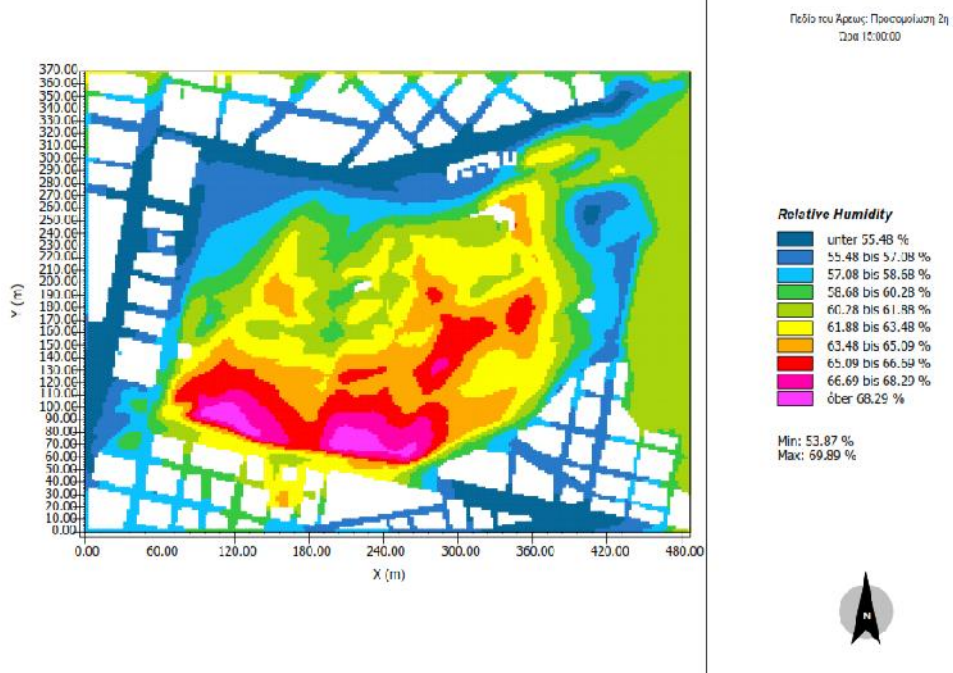 Πεδίο του Άρεως: Προσομοίωση 2η
Ώρα 15:00:00
370.00
360.00
350.00
340.00
330.00
320.00
310.00
300.00
290.00
280.00
270.00
260.00
250.00
240.00
230.00
220.00
210.00
200.00
190.00
180.00
170.00
160.00
150.00
140.00
130.00
120.00
110.00
100.00
90.00
80.00
70.00
60.00
50.00
40.00
30.00
20.00
10.00
0.00
Y (m)
0.00 60.00 120.00 180.00 240.00 300.00 360.00 420.00 480.00
X (m)
Relative Humidity
unter 55.48 %
55.48 bis 57.08 %
57.08 bis 58.68 %
58.68 bis 60.28 %
60.28 bis 61.88 %
61.88 bis 63.48 %
63.48 bis 65.09 %
65.09 bis 66.69 %
66.69 bis 68.29 %
óber 68.29 %
Min: 53.87 %
Max: 69.89 %
N